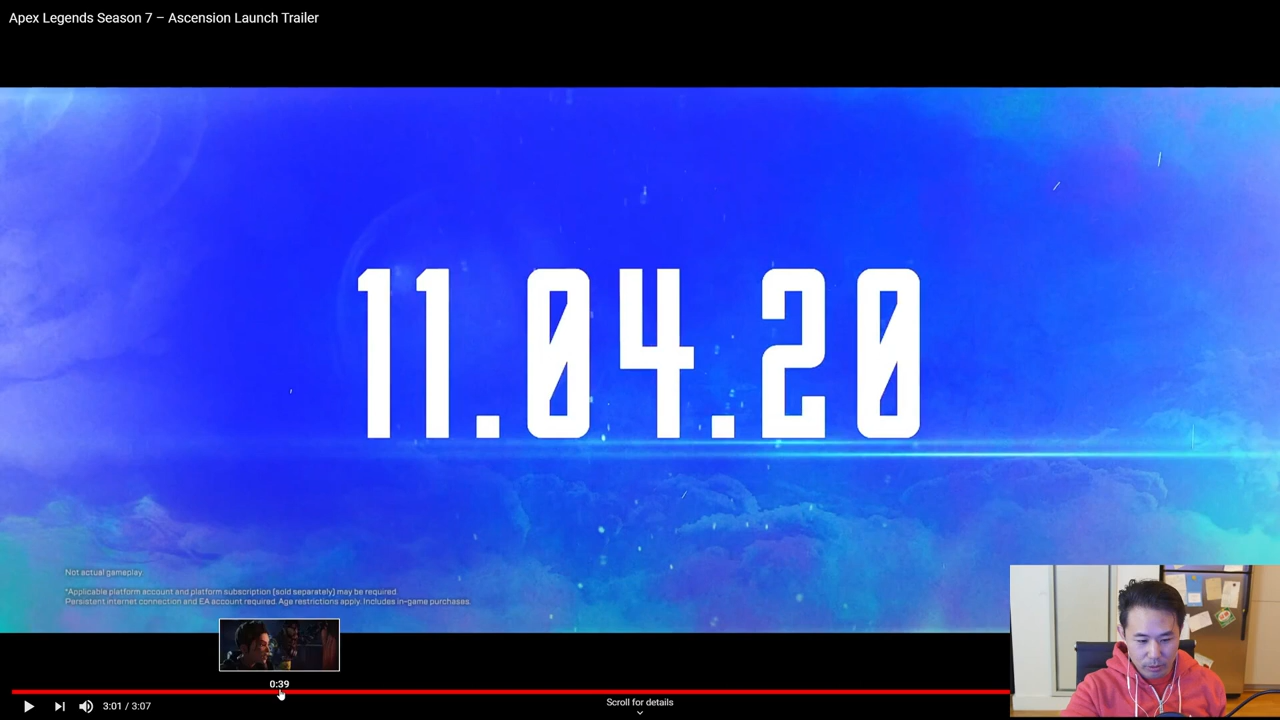 Apex Legends Season 7 – Ascension Launch Trailer
11.04.20
Not actual gameplay.
*Applicable platform account and platform subscription (sold separately) may be required.
Persistent internet connection and EA account required. Age restrictions apply. Includes in-game purchases.
0:39
3:01 / 3:07
Scroll for details